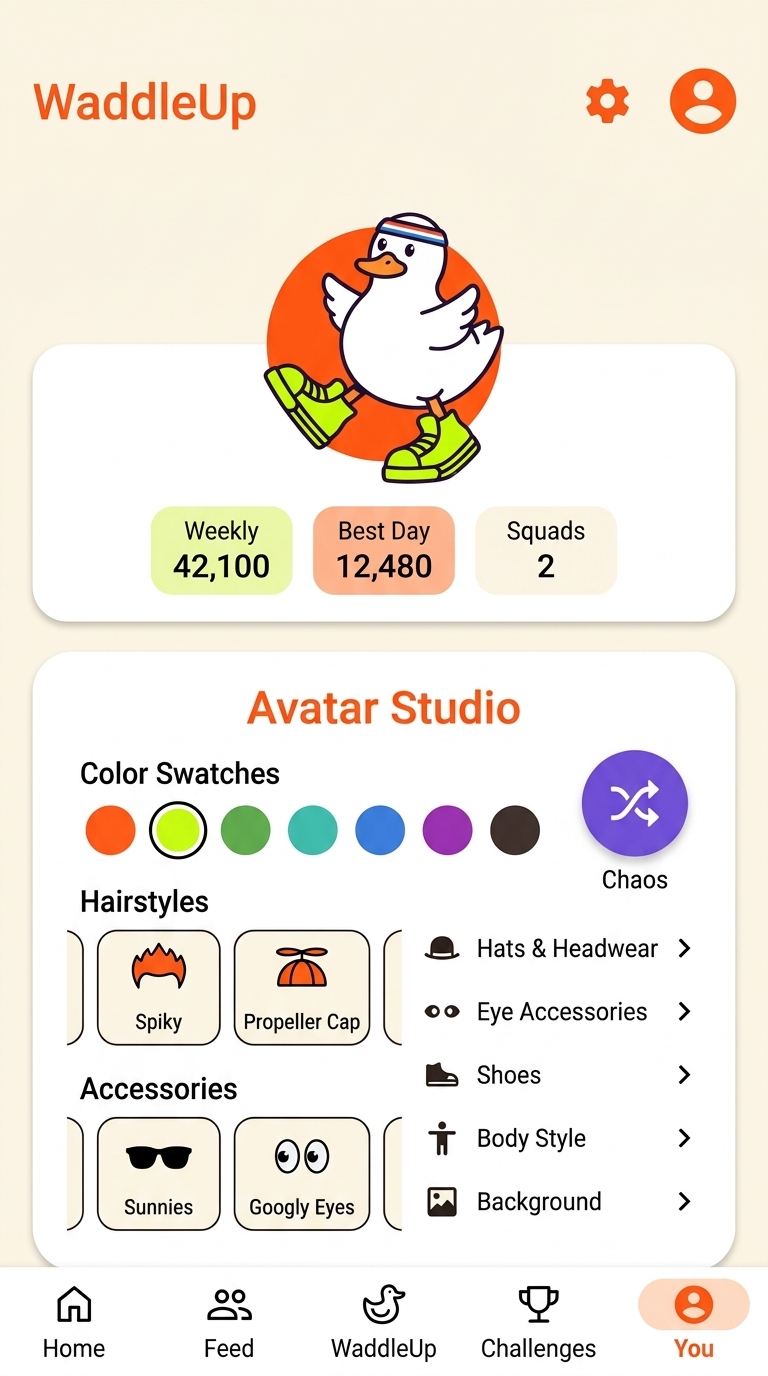 WaddleUp
Weekly
42,100
Best Day
12,480
Squads
2
Avatar Studio
Color Swatches
Chaos
Hairstyles
Spiky
Propeller Cap
Accessories
Sunnies
Googly Eyes
Hats & Headwear
Eye Accessories
Shoes
Body Style
Background
Home
Feed
WaddleUp
Challenges
You